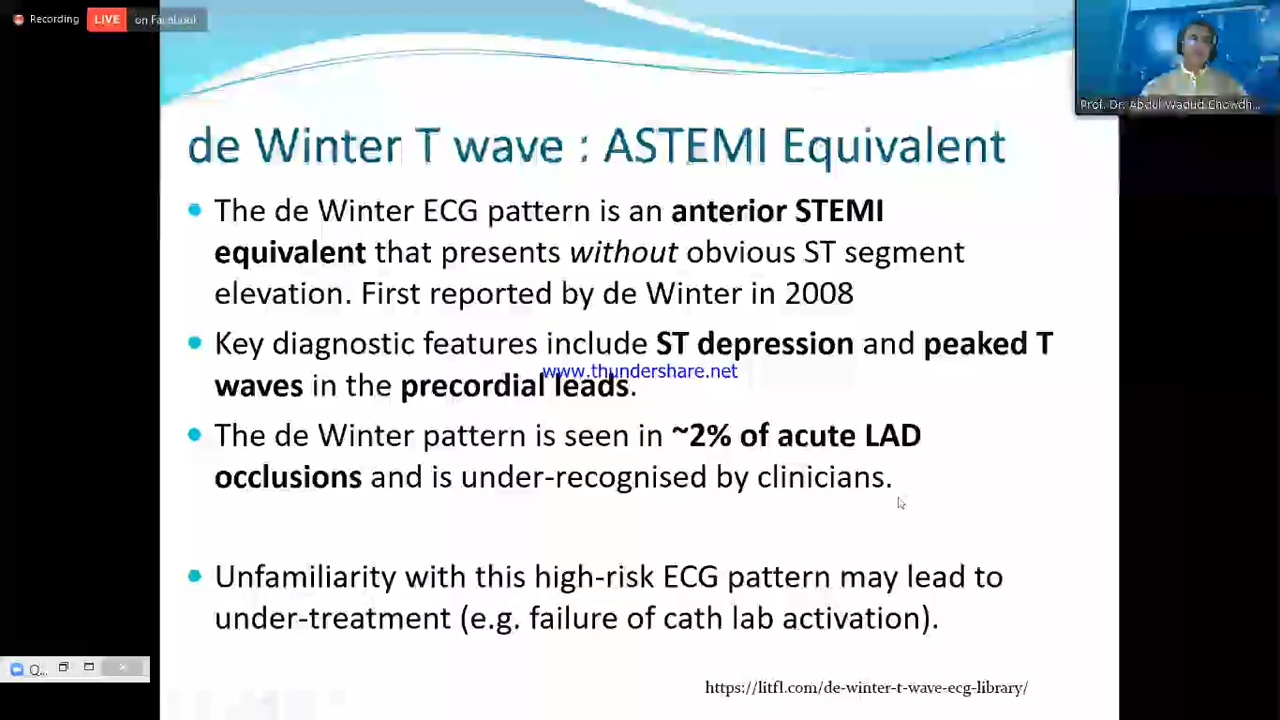 Recording LIVE on Facebook
Prof. Dr. Abdul Wadud Chowdh...
de Winter T wave : ASTEMI Equivalent
The de Winter ECG pattern is an anterior STEMI
equivalent that presents without obvious ST segment
elevation. First reported by de Winter in 2008
Key diagnostic features include ST depression and peaked T
www.thundershare.net
waves in the precordial leads.
The de Winter pattern is seen in ~2% of acute LAD
occlusions and is under-recognised by clinicians.
Unfamiliarity with this high-risk ECG pattern may lead to
under-treatment (e.g. failure of cath lab activation).
Q...
https://litfl.com/de-winter-t-wave-ecg-library/